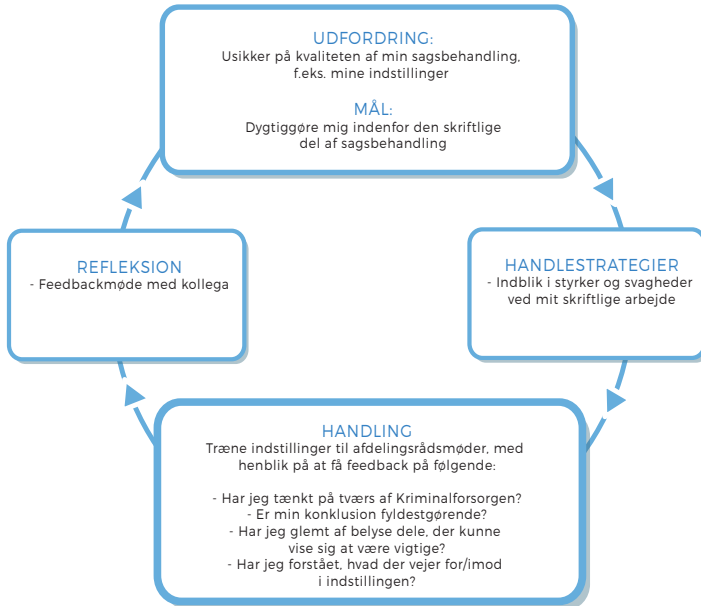 UDFORDRING:
Usikker på kvaliteten af min sagsbehandling,
f.eks. mine indstillinger
MÅL:
Dygtiggøre mig indenfor den skriftlige
del af sagsbehandling
REFLEKSION
- Feedbackmøde med kollega
HANDLESTRATEGIER
- Indblik i styrker og svagheder
ved mit skriftlige arbejde
HANDLING
Træne indstillinger til afdelingsrådsmøder, med
henblik på at få feedback på følgende:
- Har jeg tænkt på tværs af Kriminalforsorgen?
- Er min konklusion fyldestgørende?
- Har jeg glemt af belyse dele, der kunne
vise sig at være vigtige?
- Har jeg forstået, hvad der vejer for/imod
i indstillingen?